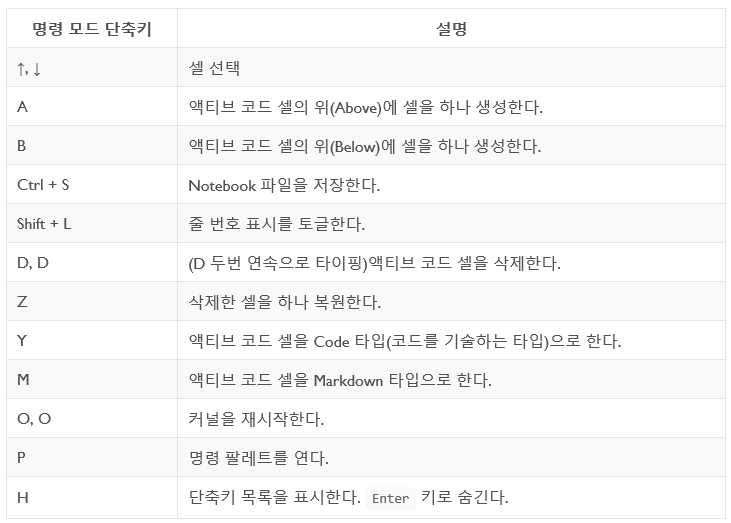 명령 모드 단축키 설명
↑, ↓ 셀 선택
A 액티브 코드 셀의 위(Above)에 셀을 하나 생성한다.
B 액티브 코드 셀의 위(Below)에 셀을 하나 생성한다.
Ctrl + S Notebook 파일을 저장한다.
Shift + L 줄 번호 표시를 토글한다.
D, D (D 두번 연속으로 타이핑)액티브 코드 셀을 삭제한다.
Z 삭제한 셀을 하나 복원한다.
Y 액티브 코드 셀을 Code 타입(코드를 기술하는 타입)으로 한다.
M 액티브 코드 셀을 Markdown 타입으로 한다.
O, O 커널을 재시작한다.
P 명령 팔레트를 연다.
H 단축키 목록을 표시한다. Enter 키로 숨긴다.